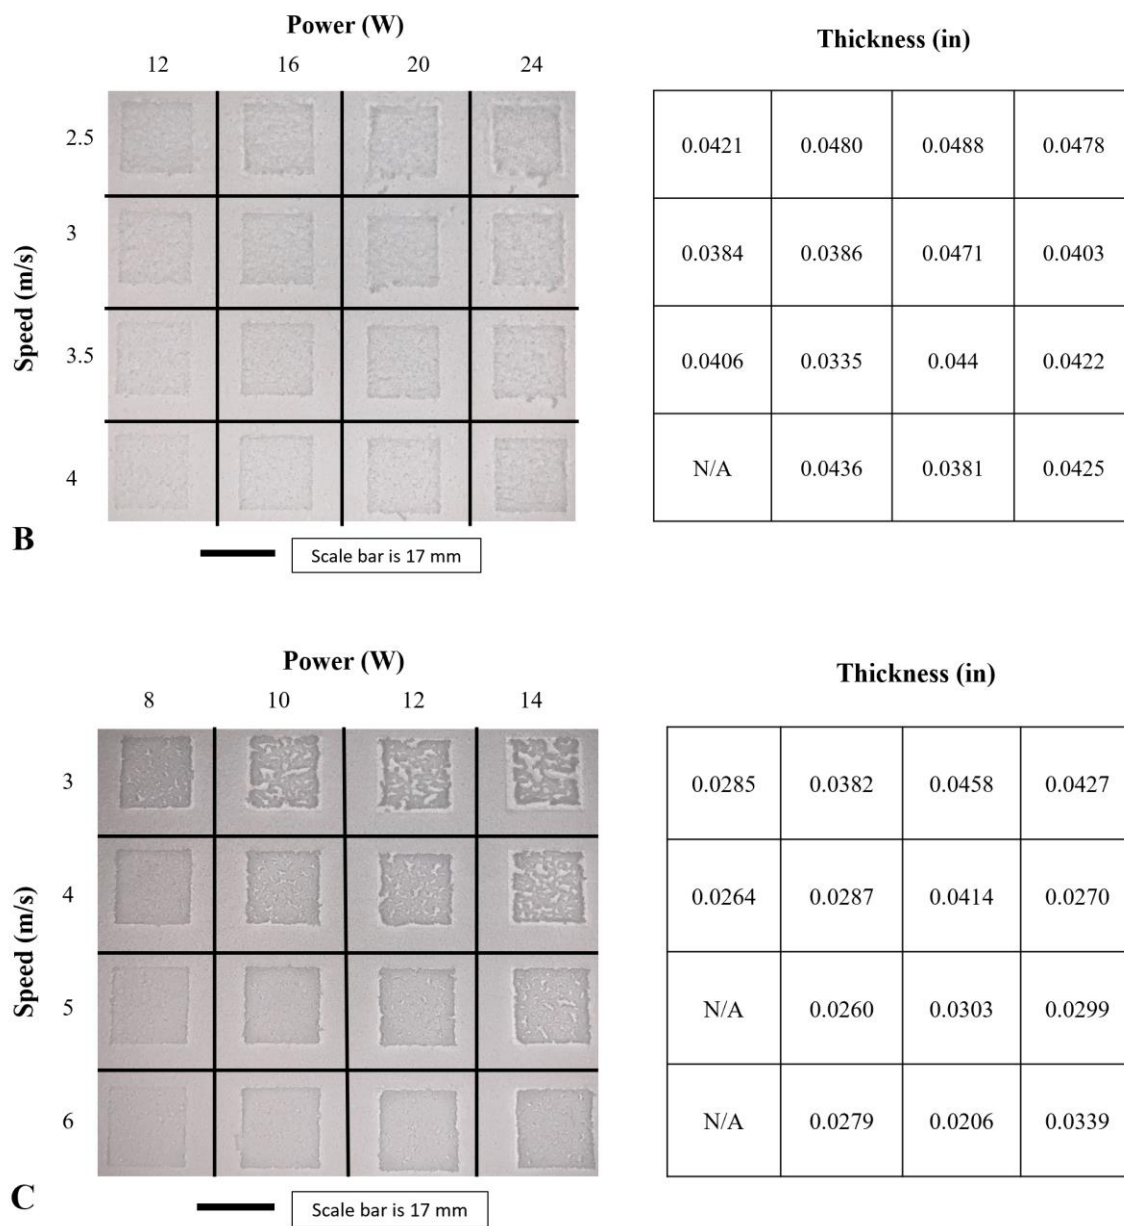 Power (W)
Thickness (in)
12 16 20 24
2.5
0.0421 0.0480 0.0488 0.0478
3
0.0384 0.0386 0.0471 0.0403
Speed (m/s)
3.5
0.0406 0.0335 0.044 0.0422
4
N/A 0.0436 0.0381 0.0425
B
Scale bar is 17 mm
Power (W)
Thickness (in)
8 10 12 14
3
0.0285 0.0382 0.0458 0.0427
4
0.0264 0.0287 0.0414 0.0270
Speed (m/s)
5
N/A 0.0260 0.0303 0.0299
6
N/A 0.0279 0.0206 0.0339
C
Scale bar is 17 mm